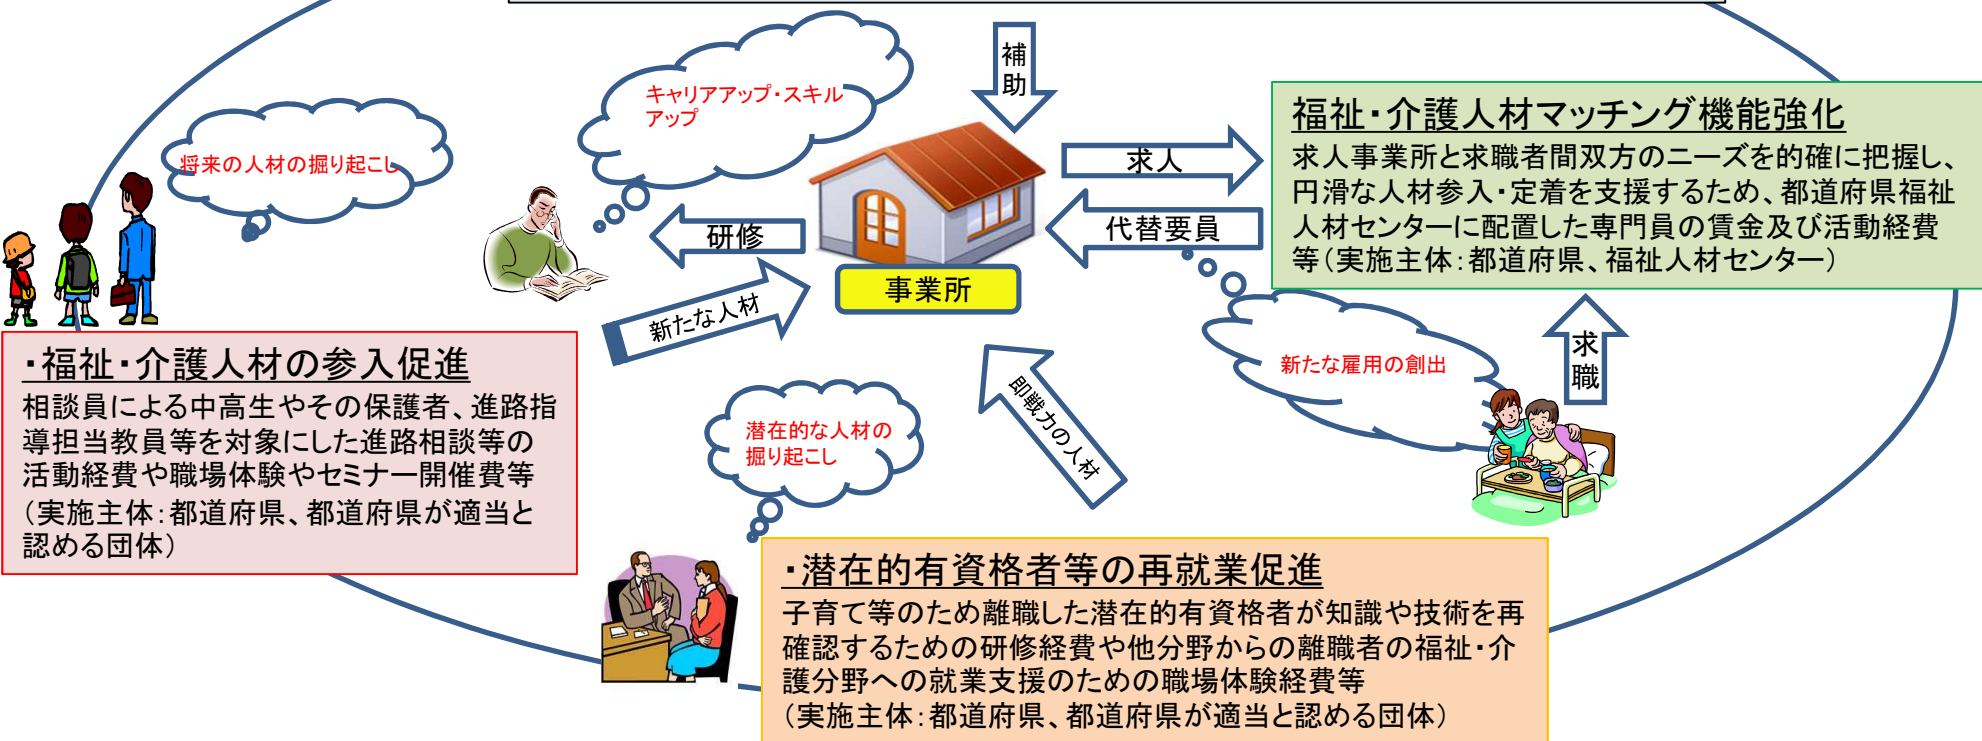 補助
キャリアアップ・スキル
アップ
将来の人材の掘り起こし
求人
代替要員
研修
事業所
新たな人材
福祉・介護人材マッチング機能強化
求人事業所と求職者間双方のニーズを的確に把握し、
円滑な人材参入・定着を支援するため、都道府県福祉
人材センターに配置した専門員の賃金及び活動経費
等(実施主体：都道府県、福祉人材センター)
・福祉・介護人材の参入促進
相談員による中高生やその保護者、進路指
導担当教員等を対象にした進路相談等の
活動経費や職場体験やセミナー開催費等
(実施主体：都道府県、都道府県が適当と
認める団体)
潜在的な人材の
掘り起こし
即戦力の人材
新たな雇用の創出
求職
・潜在的有資格者等の再就業促進
子育て等のため離職した潜在的有資格者が知識や技術を再
確認するための研修経費や他分野からの離職者の福祉・介
護分野への就業支援のための職場体験経費等
(実施主体：都道府県、都道府県が適当と認める団体)